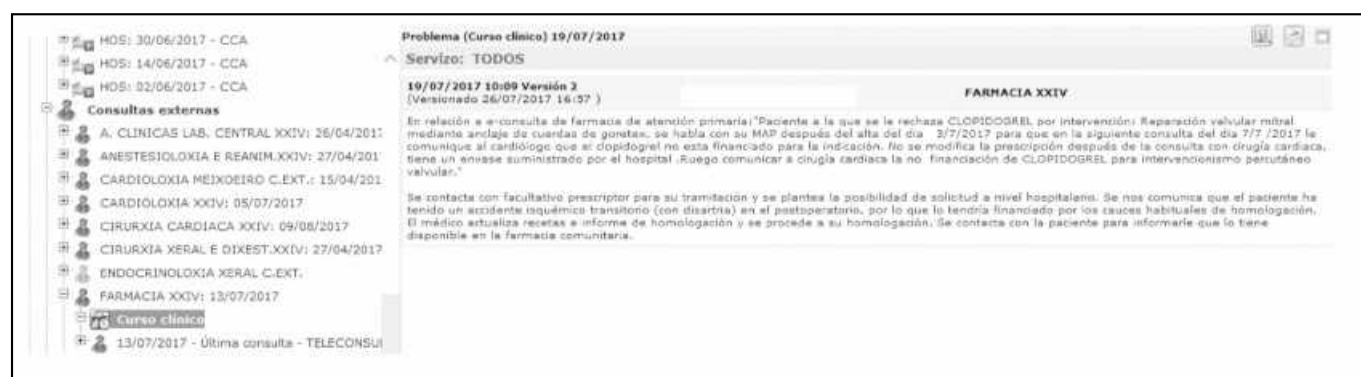 HOS: 30/06/2017 - CCA
HOS: 14/06/2017 - CCA
HOS: 02/06/2017 - CCA
Consultas externas
A. CLINICAS LAB. CENTRAL XXIV: 26/04/2017
ANESTESIOLOXIA E REANIM.XXIV: 27/04/201
CARDIOLOXIA MEIXOEIRO C.EXT.: 15/04/201
CARDIOLOXIA XXIV: 05/07/2017
CIRURXIA CARDIACA XXIV: 09/08/2017
CIRURXIA XERAL E DIXEST.XXIV: 27/04/2017
ENDOCRINOLOXIA XERAL C.EXT.
FARMACIA XXIV: 13/07/2017
Curso clínico
13/07/2017 - Última consulta - TELECONSUL
Problema (Curso clínico) 19/07/2017
Servizo: TODOS
19/07/2017 10:09 Versión 2
(Versionado 26/07/2017 16:57 )
FARMACIA XXIV
En relación a e-consulta de farmacia de atención primaria:"Paciente a la que se le rechaza CLOPIDOGREL por intervención: Reparación valvular mitral
mediante anclaje de cuerdas de goretex, se habla con su MAP después del alta del dia 3/7/2017 para que en la siguiente consulta del dia 7/7 /2017 le
comunique al cardiólogo que el clopidogrel no esta financiado para la indicación. No se modifica la prescripción después de la consulta con cirugía cardiaca,
tiene un envase suministrado por el hospital .Ruego comunicar a cirugía cardiaca la no financiación de CLOPIDOGREL para intervencionismo percutáneo
valvular."
Se contacta con facultativo prescriptor para su tramitación y se plantea la posibilidad de solicitud a nivel hospitalario. Se nos comunica que el paciente ha
tenido un accidente isquémico transitorio (con disartria) en el postoperatorio, por lo que lo tendría financiado por los cauces habituales de homologación.
El médico actualiza recetas e informe de homologación y se procede a su homologación. Se contacta con la paciente para informarle que lo tiene
disponible en la farmacia comunitaria.